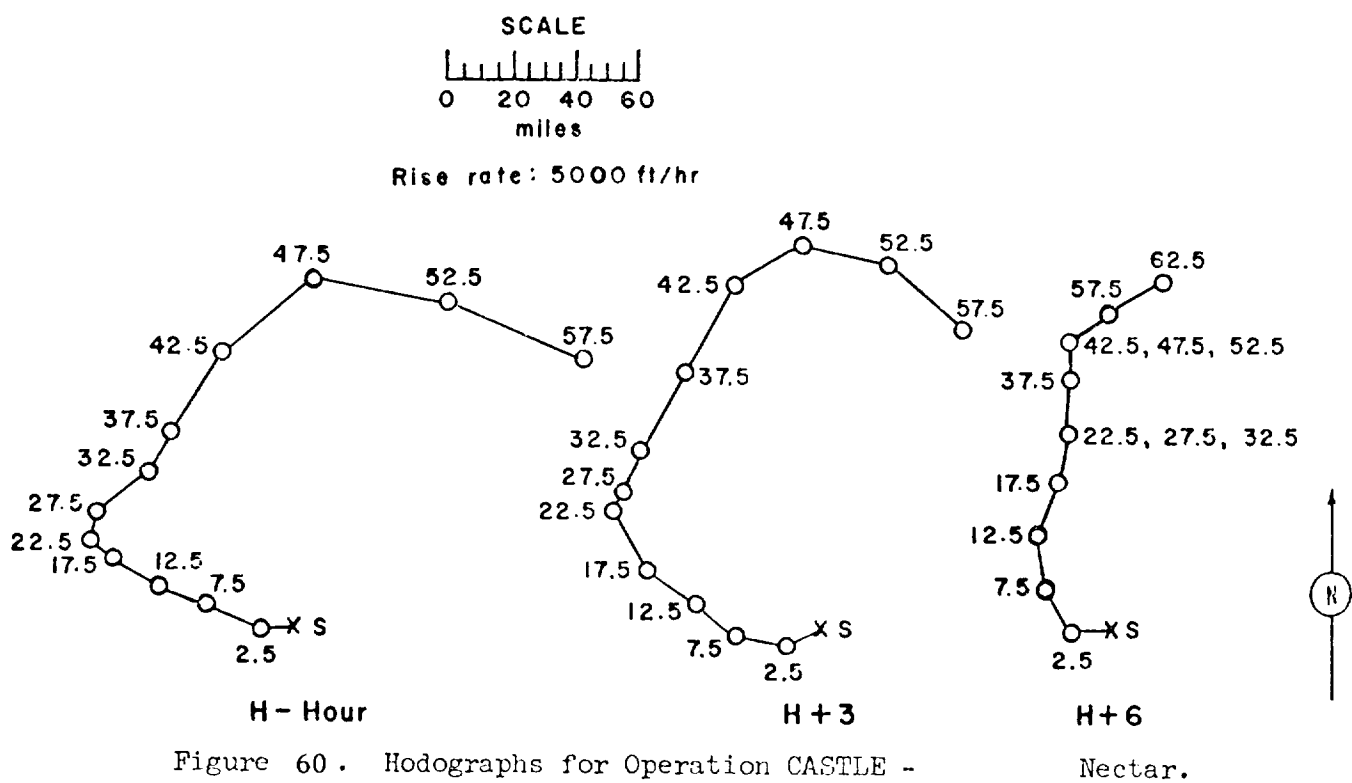 SCALE
0 20 40 60
miles
Rise rate: 5000 ft/hr
47.5
52.5
57.5
42.5
37.5
32.5
27.5
22.5
17.5
12.5
7.5
2.5
X S
H-Hour
47.5
52.5
57.5
42.5
37.5
32.5
27.5
22.5
17.5
12.5
7.5
2.5
X S
H+3
62.5
57.5
42.5, 47.5, 52.5
37.5
22.5, 27.5, 32.5
17.5
12.5
7.5
2.5
X S
H+6
N
Figure 60. Hodographs for Operation CASTLE - Nectar.